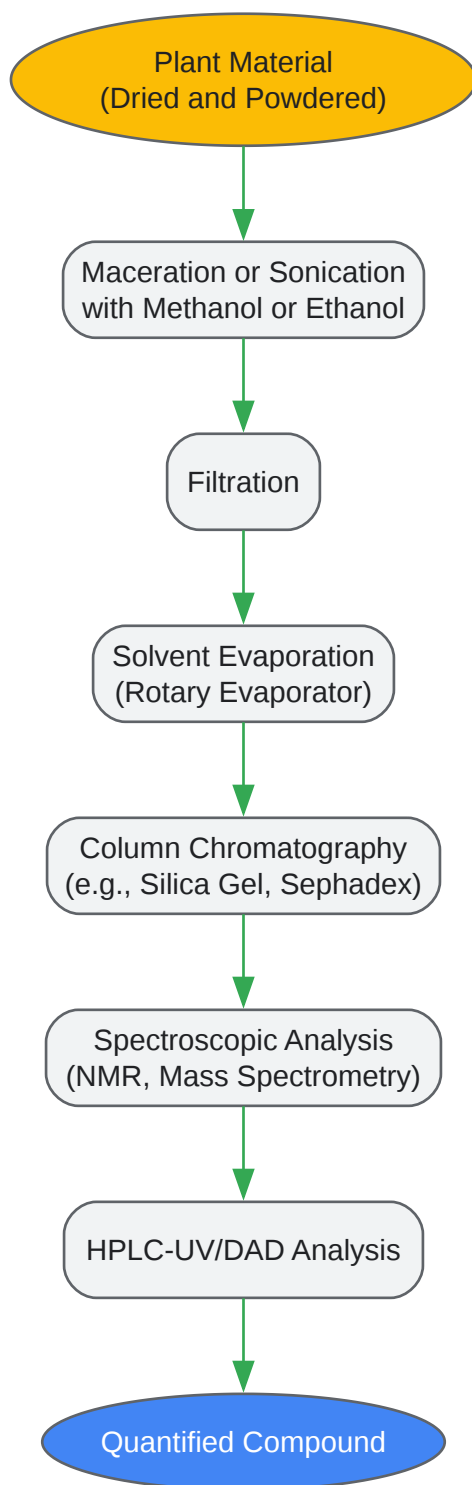 Plant Material
(Dried and Powdered)
Maceration or Sonication
with Methanol or Ethanol
Filtration
Solvent Evaporation
(Rotary Evaporator)
Column Chromatography
(e.g., Silica Gel, Sephadex)
Spectroscopic Analysis
(NMR, Mass Spectrometry)
HPLC-UV/DAD Analysis
Quantified Compound